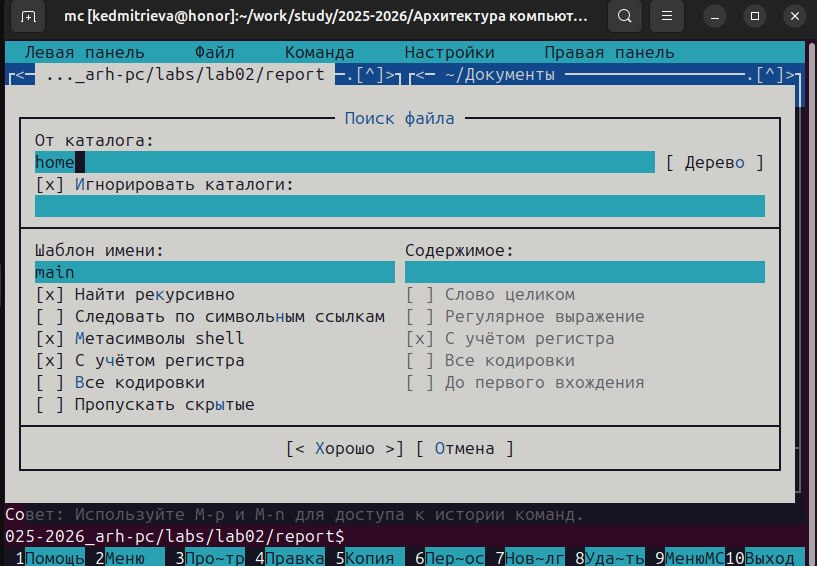 mc [kedmitrieva@honor]:~/work/study/2025-2026/Архитектура компьют...
Левая панель Файл Команда Настройки Правая панель
<— ..._arh-pc/labs/lab02/report —.[^]> <— ~/Документы —.[^]>
Поиск файла
От каталога:
home [ Дерево ]
[x] Игнорировать каталоги:
Шаблон имени: Содержимое:
main
[x] Найти рекурсивно [ ] Слово целиком
[ ] Следовать по символьным ссылкам [ ] Регулярное выражение
[x] Метасимволы shell [x] С учётом регистра
[x] С учётом регистра [ ] Все кодировки
[ ] Все кодировки [ ] До первого вхождения
[ ] Пропускать скрытые
[< Хорошо >] [ Отмена ]
Совет: Используйте M-p и M-n для доступа к истории команд.
025-2026_arh-pc/labs/lab02/report$
1Помощь 2Меню 3Про~тр 4Правка 5Копия 6Пер~ос 7Нов~лг 8Уда~ть 9МенюMC 10Выход